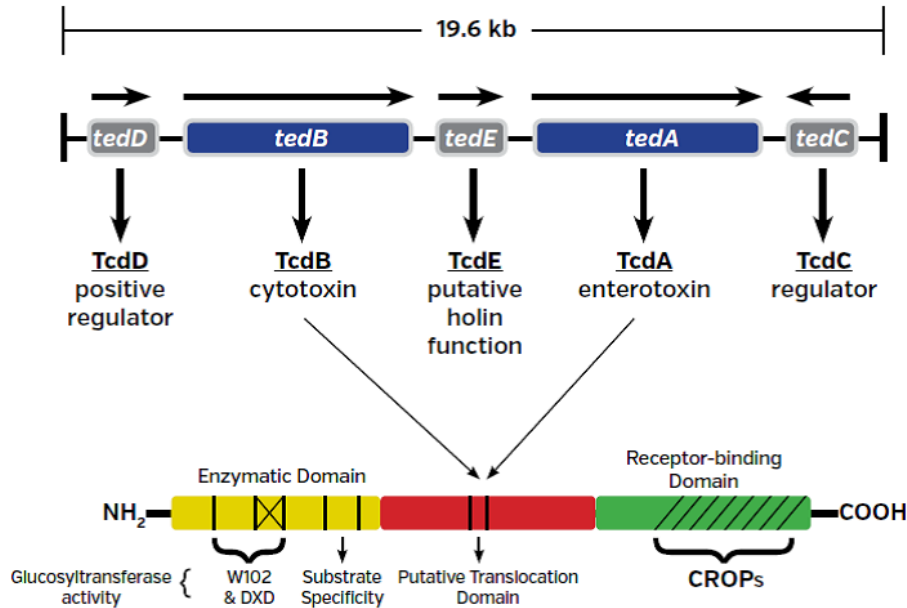 19.6 kb
tedD tedB tedE tedA tedC
TcdD TcdB TcdE TcdA TcdC
positive cytotoxin putative enterotoxin regulator
regulator holin
function
Enzymatic Domain Receptor-binding
Domain
NH2 COOH
Glucosyltransferase { W102 Substrate Putative Translocation CROPs
activity & DXD Specificity Domain